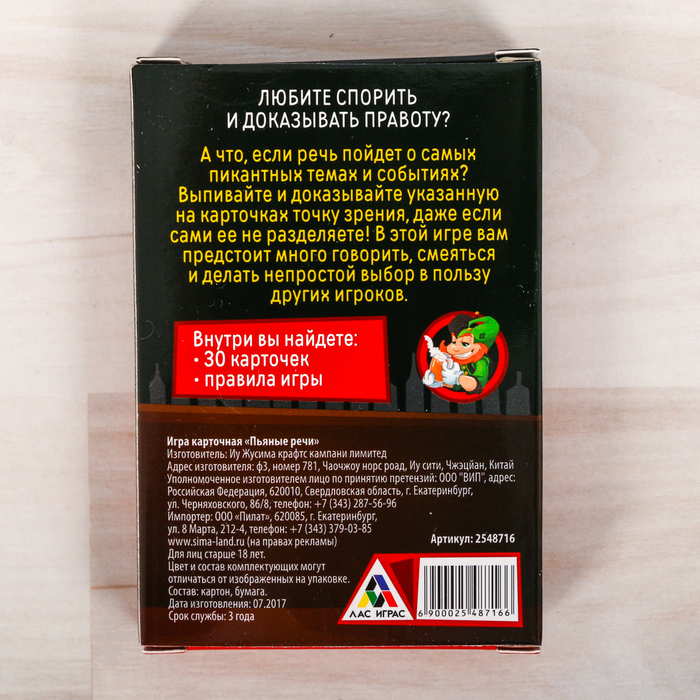 ЛЮБИТЕ СПОРИТЬ
И ДОКАЗЫВАТЬ ПРАВОТУ?
А что, если речь пойдет о самых
пикантных темах и событиях?
Выпивайте и доказывайте указанную
на карточках точку зрения, даже если
сами ее не разделяете! В этой игре вам
предстоит много говорить, смеяться
и делать непростой выбор в пользу
других игроков.
Внутри вы найдете:
• 30 карточек
• правила игры
Игра карточная «Пьяные речи»
Изготовитель: Иу Жусима крафтс кампани лимитед
Адрес изготовителя: ф3, номер 781, Чаочжоу норс роад, Иу сити, Чжэцйан, Китай
Уполномоченное изготовителем лицо по принятию претензий: ООО "ВИП", адрес:
Российская Федерация, 620010, Свердловская область, г. Екатеринбург,
ул. Черняховского, 86/8, телефон: +7 (343) 287-56-96
Импортер: ООО «Пилат», 620085, г. Екатеринбург,
ул. 8 Марта, 212-4, телефон: +7 (343) 379-03-85
www.sima-land.ru (на правах рекламы)
Для лиц старше 18 лет.
Цвет и состав комплектующих могут
отличаться от изображенных на упаковке.
Состав: картон, бумага.
Дата изготовления: 07.2017
Срок службы: 3 года
Артикул: 2548716
ЛАС ИГРАС
6 900025 487166